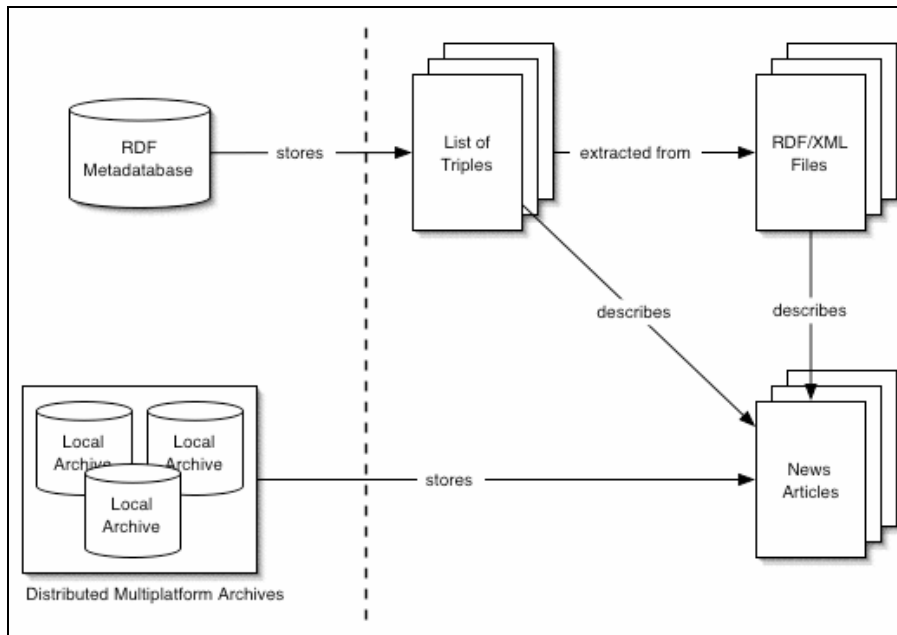 RDF
Metadatabase
stores
List of
Triples
extracted from
RDF/XML
Files
describes
describes
Local
Archive
Local
Archive
Local
Archive
stores
News
Articles
Distributed Multiplatform Archives